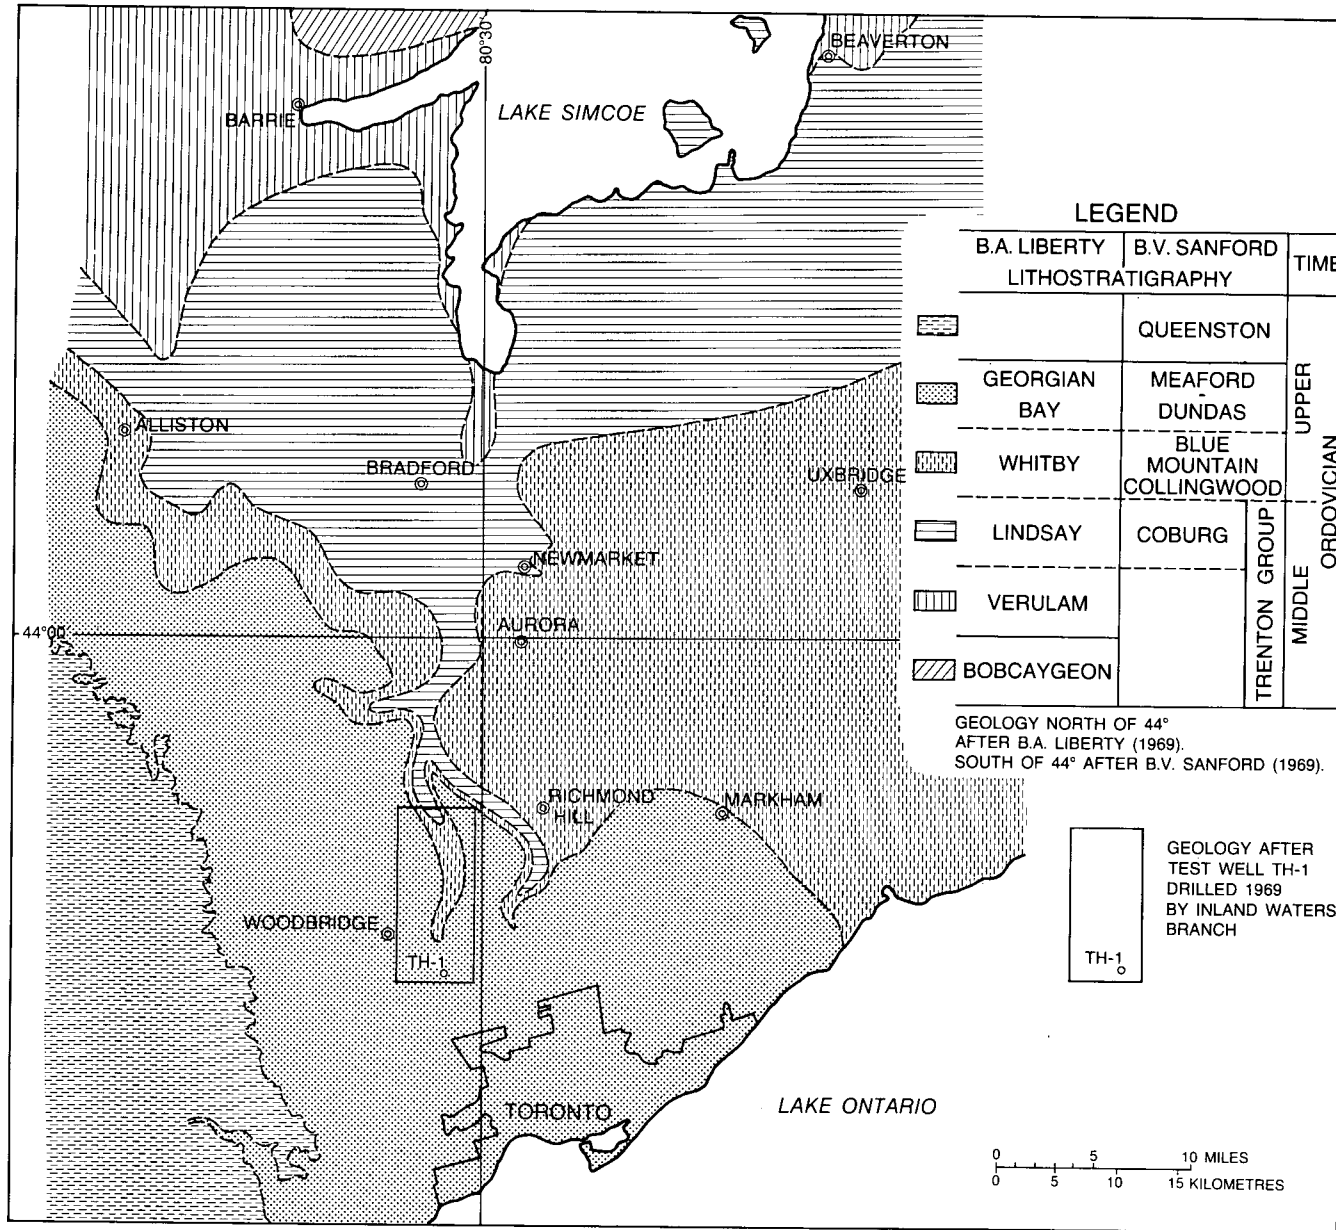 80°30'
BEAVERTON
LAKE SIMCOE
BARRIE
ALLISTON
BRADFORD
UXBRIDGE
NEWMARKET
44°00'
AURORA
RICHMOND
HILL
MARKHAM
WOODBRIDGE
TH-1
TORONTO
LAKE ONTARIO
LEGEND
B.A. LIBERTY
B.V. SANFORD
TIME
LITHOSTRATIGRAPHY
QUEENSTON
GEORGIAN
BAY
MEAFORD
-
DUNDAS
WHITBY
BLUE
MOUNTAIN
COLLINGWOOD
LINDSAY
COBURG
VERULAM
BOBCAYGEON
TRENTON GROUP
UPPER
MIDDLE
ORDOVICIAN
GEOLOGY NORTH OF 44°
AFTER B.A. LIBERTY (1969).
SOUTH OF 44° AFTER B.V. SANFORD (1969).
GEOLOGY AFTER
TEST WELL TH-1
DRILLED 1969
BY INLAND WATERS
BRANCH
TH-1
0 5 10 MILES
0 5 10 15 KILOMETRES